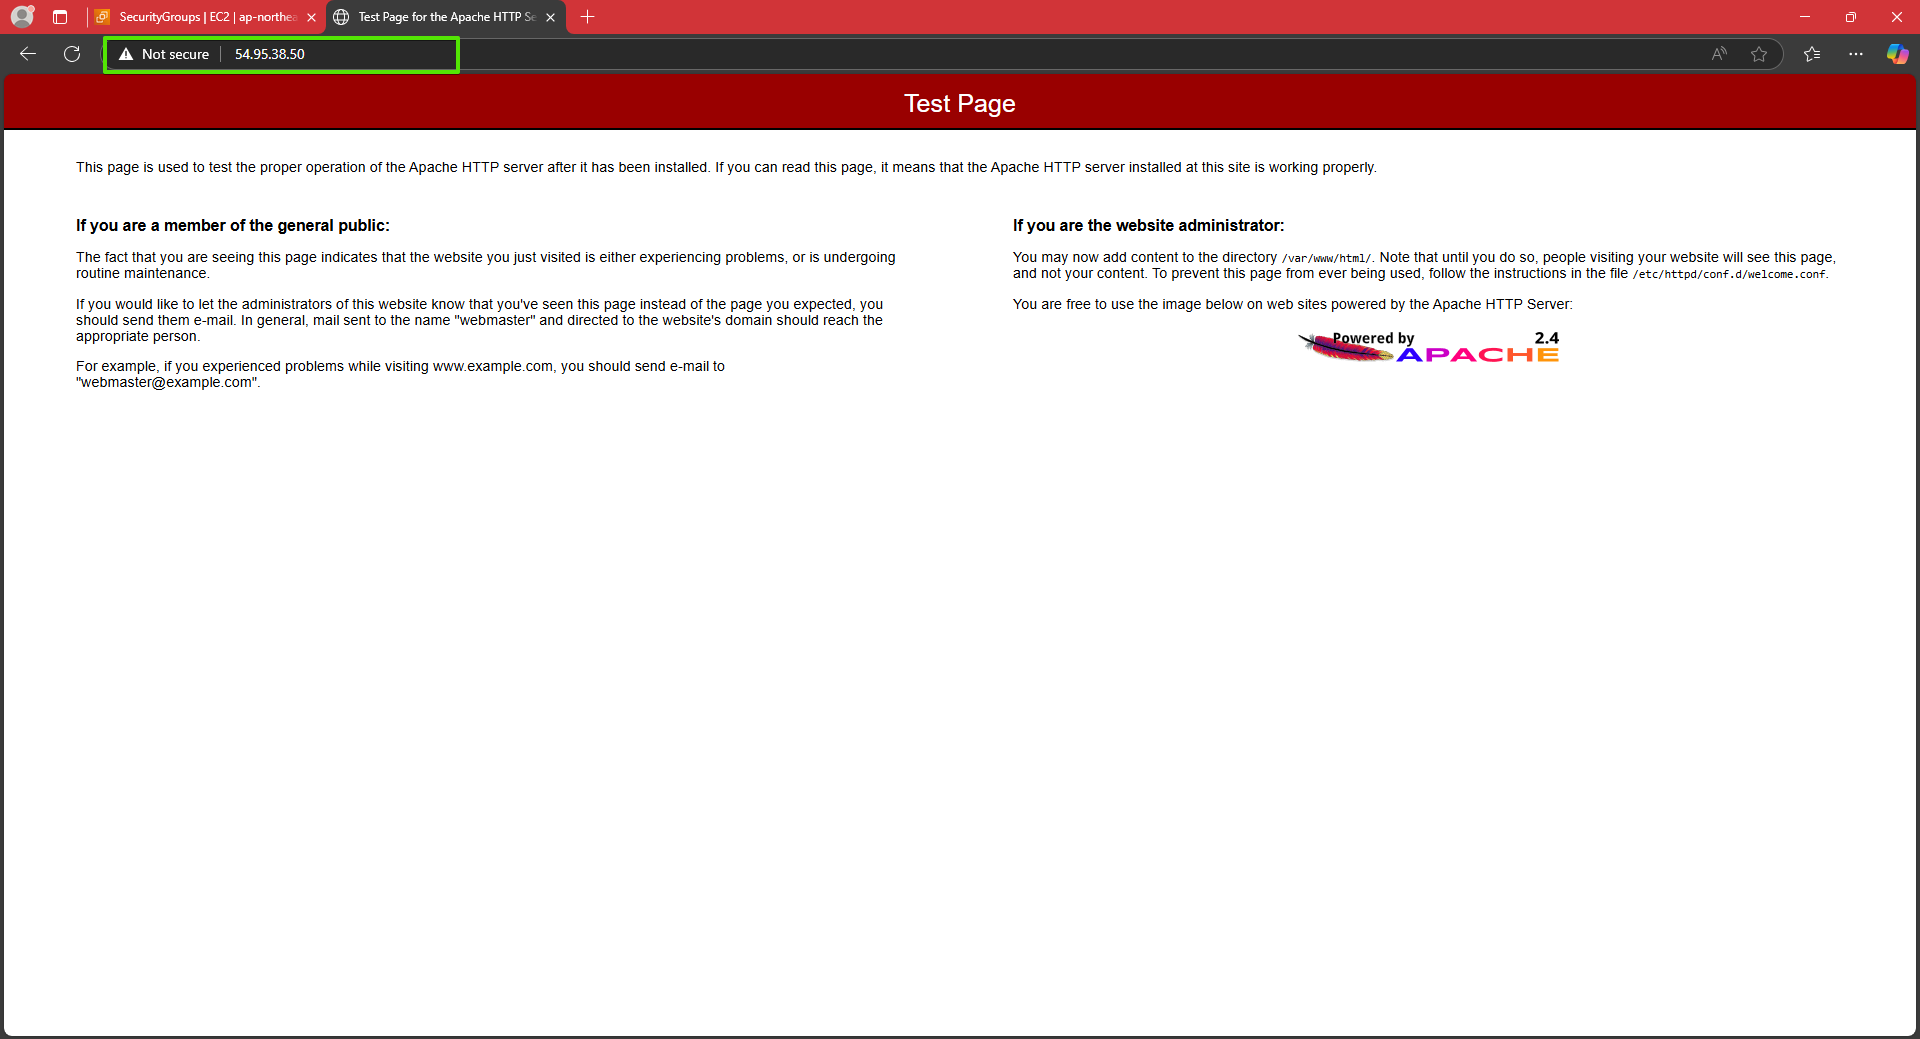 SecurityGroups | EC2 | ap-northea
Test Page for the Apache HTTP Se
Not secure
54.95.38.50
Test Page
This page is used to test the proper operation of the Apache HTTP server after it has been installed. If you can read this page, it means that the Apache HTTP server installed at this site is working properly.
If you are a member of the general public:
The fact that you are seeing this page indicates that the website you just visited is either experiencing problems, or is undergoing
routine maintenance.
If you would like to let the administrators of this website know that you've seen this page instead of the page you expected, you
should send them e-mail. In general, mail sent to the name "webmaster" and directed to the website's domain should reach the
appropriate person.
For example, if you experienced problems while visiting www.example.com, you should send e-mail to
"webmaster@example.com".
If you are the website administrator:
You may now add content to the directory /var/www/html/. Note that until you do so, people visiting your website will see this page,
and not your content. To prevent this page from ever being used, follow the instructions in the file /etc/httpd/conf.d/welcome.conf.
You are free to use the image below on web sites powered by the Apache HTTP Server:
Powered by 2.4
APACHE